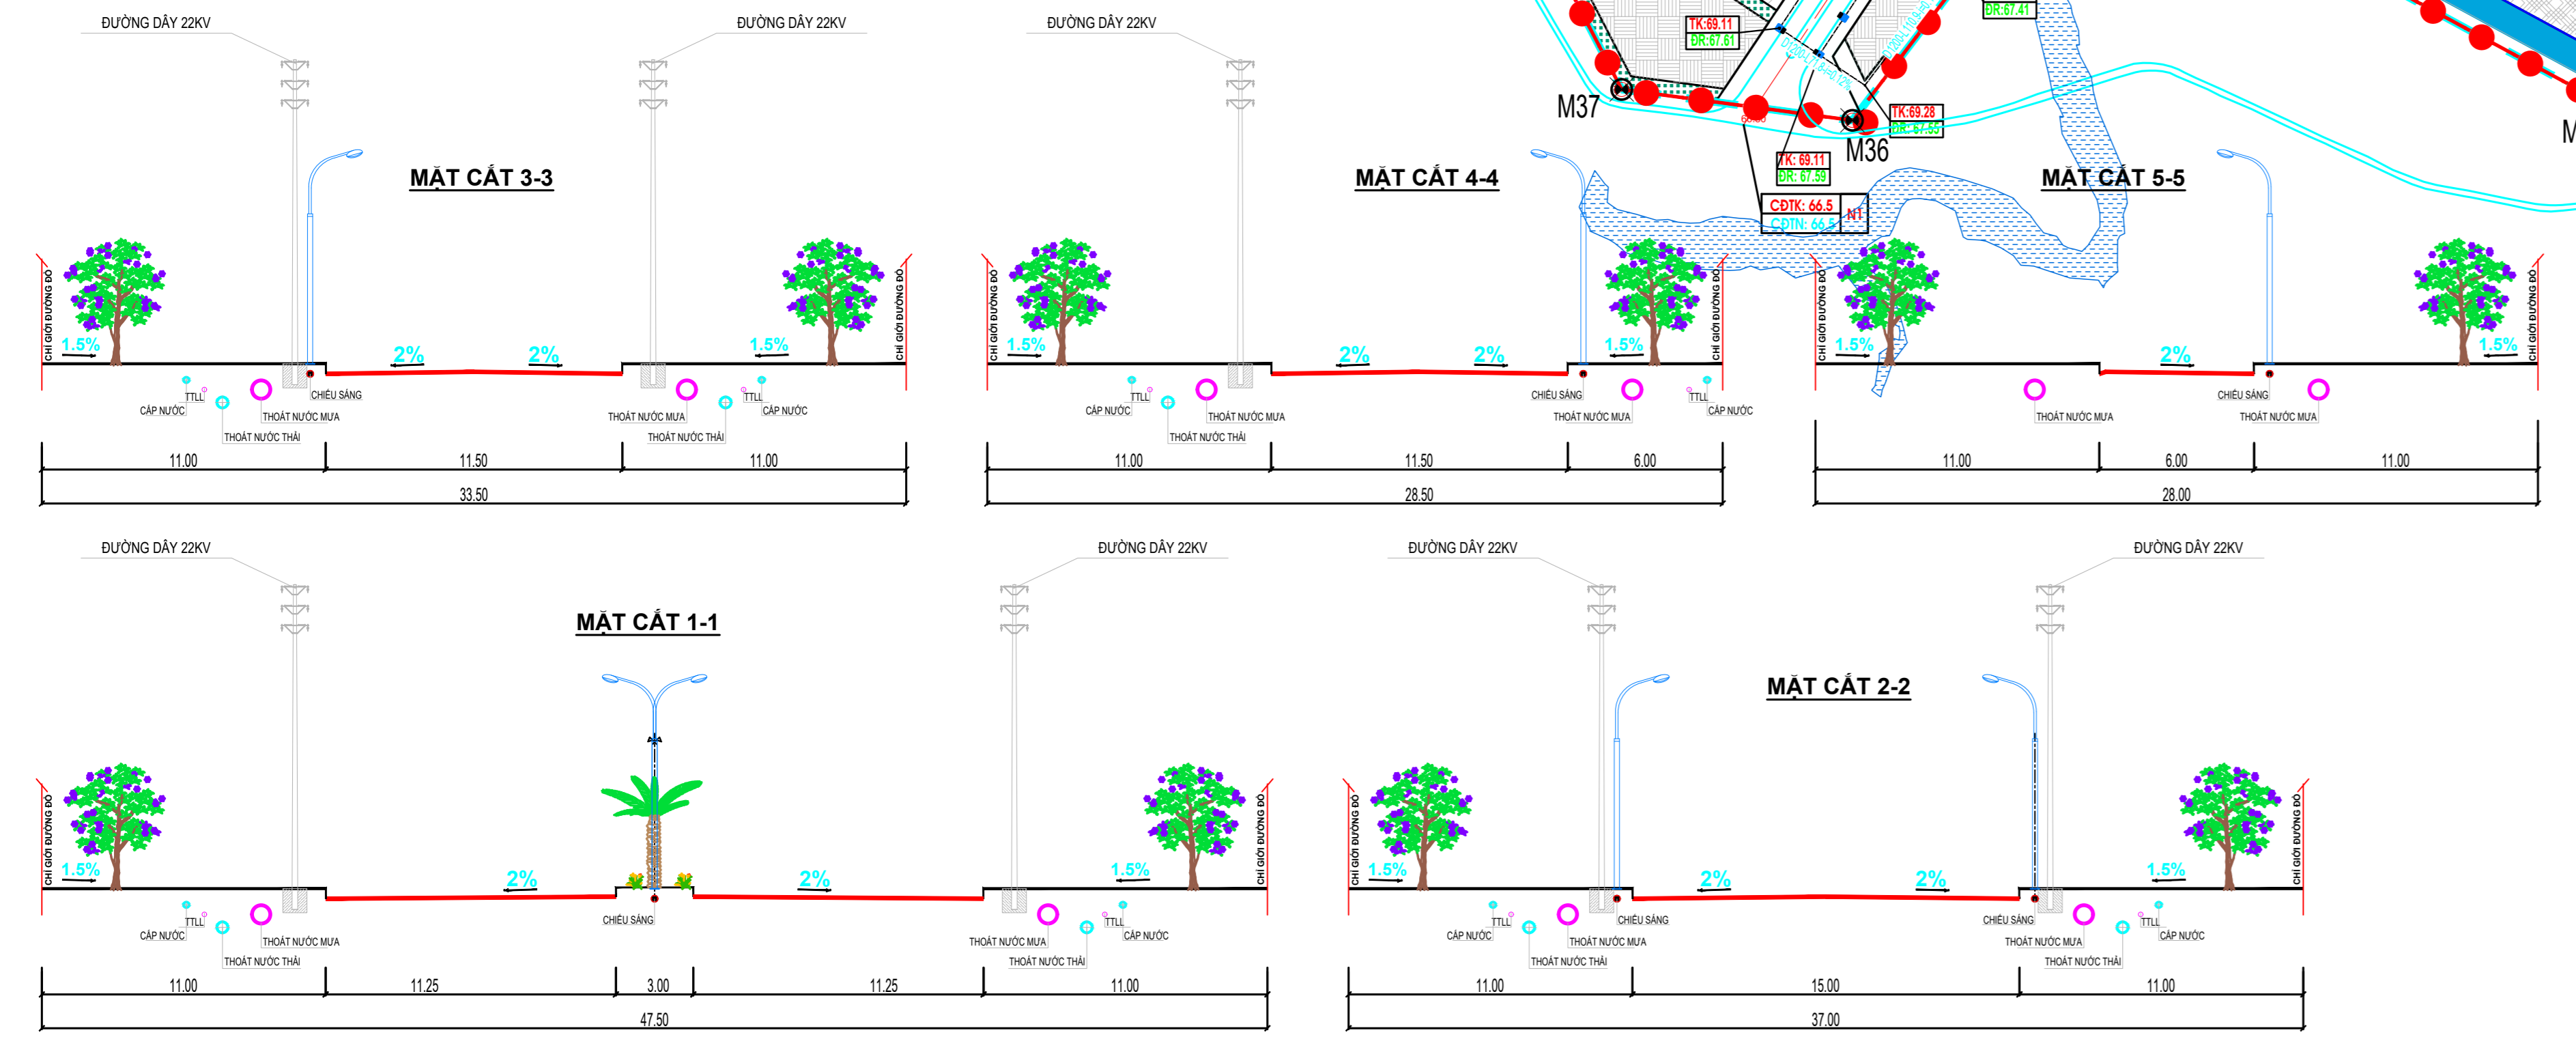 ĐƯỜNG DÂY 22KV
ĐƯỜNG DÂY 22KV
ĐƯỜNG DÂY 22KV
TK:69.11
ĐR:67.61
ĐR:67.41
M37
M36
TK:69.28
ĐR: 67.55
TK: 69.11
ĐR: 67.59
CĐTK: 66.5
CĐTN: 66.5
N1
MẶT CẮT 3-3
MẶT CẮT 4-4
MẶT CẮT 5-5
CHỈ GIỚI ĐƯỜNG ĐỎ
1.5%
2%
2%
1.5%
CHỈ GIỚI ĐƯỜNG ĐỎ
CHỈ GIỚI ĐƯỜNG ĐỎ
1.5%
2%
2%
1.5%
CHỈ GIỚI ĐƯỜNG ĐỎ
CHỈ GIỚI ĐƯỜNG ĐỎ
1.5%
2%
1.5%
CHỈ GIỚI ĐƯỜNG ĐỎ
TTLL
CẤP NƯỚC
THOÁT NƯỚC THẢI
THOÁT NƯỚC MƯA
CHIẾU SÁNG
THOÁT NƯỚC MƯA
THOÁT NƯỚC THẢI
TTLL
CẤP NƯỚC
TTLL
CẤP NƯỚC
THOÁT NƯỚC THẢI
THOÁT NƯỚC MƯA
CHIẾU SÁNG
THOÁT NƯỚC MƯA
TTLL
CẤP NƯỚC
THOÁT NƯỚC MƯA
CHIẾU SÁNG
THOÁT NƯỚC MƯA
11.00 11.50 11.00
33.50
11.00 11.50 6.00
28.50
11.00 6.00 11.00
28.00
ĐƯỜNG DÂY 22KV
ĐƯỜNG DÂY 22KV
ĐƯỜNG DÂY 22KV
ĐƯỜNG DÂY 22KV
MẶT CẮT 1-1
MẶT CẮT 2-2
CHỈ GIỚI ĐƯỜNG ĐỎ
1.5%
2%
2%
1.5%
CHỈ GIỚI ĐƯỜNG ĐỎ
CHỈ GIỚI ĐƯỜNG ĐỎ
1.5%
2%
2%
1.5%
CHỈ GIỚI ĐƯỜNG ĐỎ
TTLL
CẤP NƯỚC
THOÁT NƯỚC THẢI
THOÁT NƯỚC MƯA
CHIẾU SÁNG
THOÁT NƯỚC MƯA
THOÁT NƯỚC THẢI
TTLL
CẤP NƯỚC
TTLL
CẤP NƯỚC
THOÁT NƯỚC THẢI
THOÁT NƯỚC MƯA
CHIẾU SÁNG
CHIẾU SÁNG
THOÁT NƯỚC MƯA
THOÁT NƯỚC THẢI
TTLL
CẤP NƯỚC
11.00 11.25 3.00 11.25 11.00
47.50
11.00 15.00 11.00
37.00